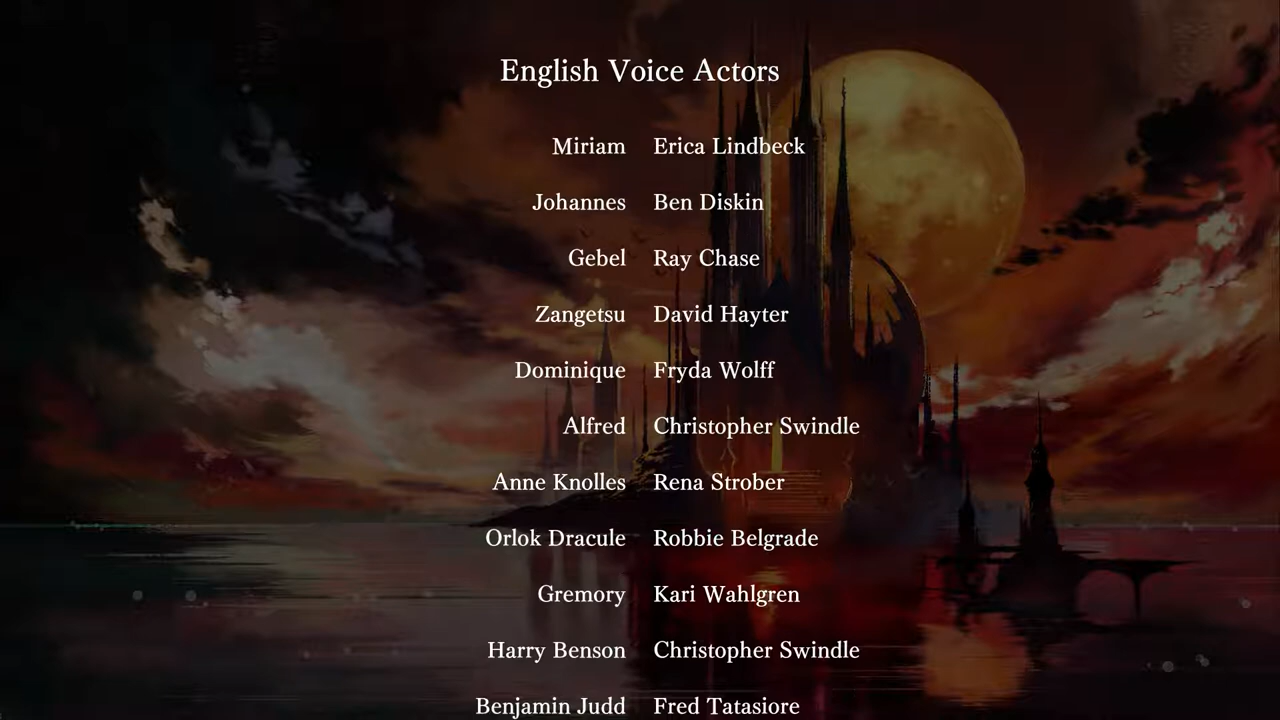 English Voice Actors
Miriam Erica Lindbeck
Johannes Ben Diskin
Gebel Ray Chase
Zangetsu David Hayter
Dominique Fryda Wolff
Alfred Christopher Swindle
Anne Knolles Rena Strober
Orlok Dracule Robbie Belgrade
Gremory Kari Wahlgren
Harry Benson Christopher Swindle
Benjamin Judd Fred Tatasiore